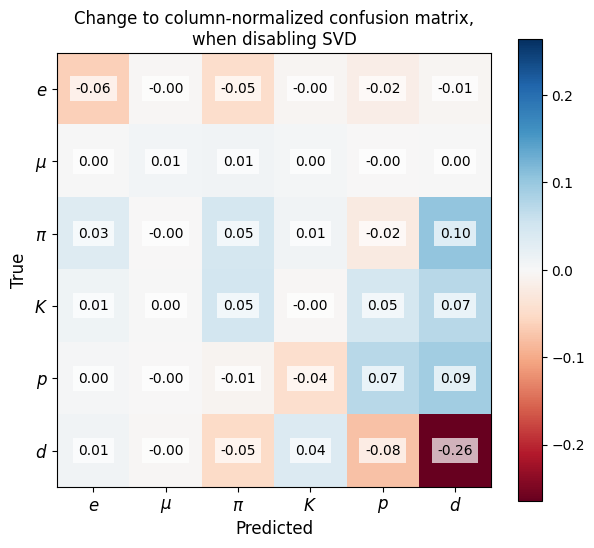 Change to column-normalized confusion matrix,
when disabling SVD
e -0.06 -0.00 -0.05 -0.00 -0.02 -0.01
μ 0.00 0.01 0.01 0.00 -0.00 0.00
π 0.03 -0.00 0.05 0.01 -0.02 0.10
K 0.01 0.00 0.05 -0.00 0.05 0.07
p 0.00 -0.00 -0.01 -0.04 0.07 0.09
d 0.01 -0.00 -0.05 0.04 -0.08 -0.26
e μ π K p d
Predicted
True
0.2
0.1
0.0
−0.1
−0.2